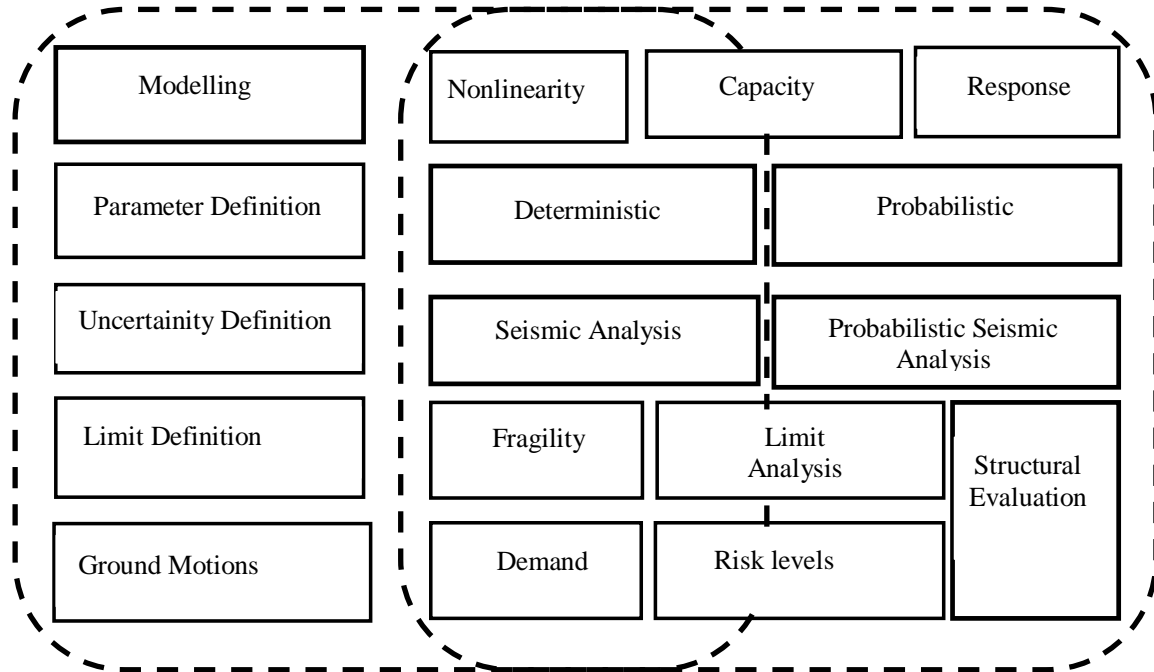 Modelling
Parameter Definition
Uncertainity Definition
Limit Definition
Ground Motions
Nonlinearity
Capacity
Response
Deterministic
Probabilistic
Seismic Analysis
Probabilistic Seismic
Analysis
Fragility
Limit
Analysis
Structural
Evaluation
Demand
Risk levels